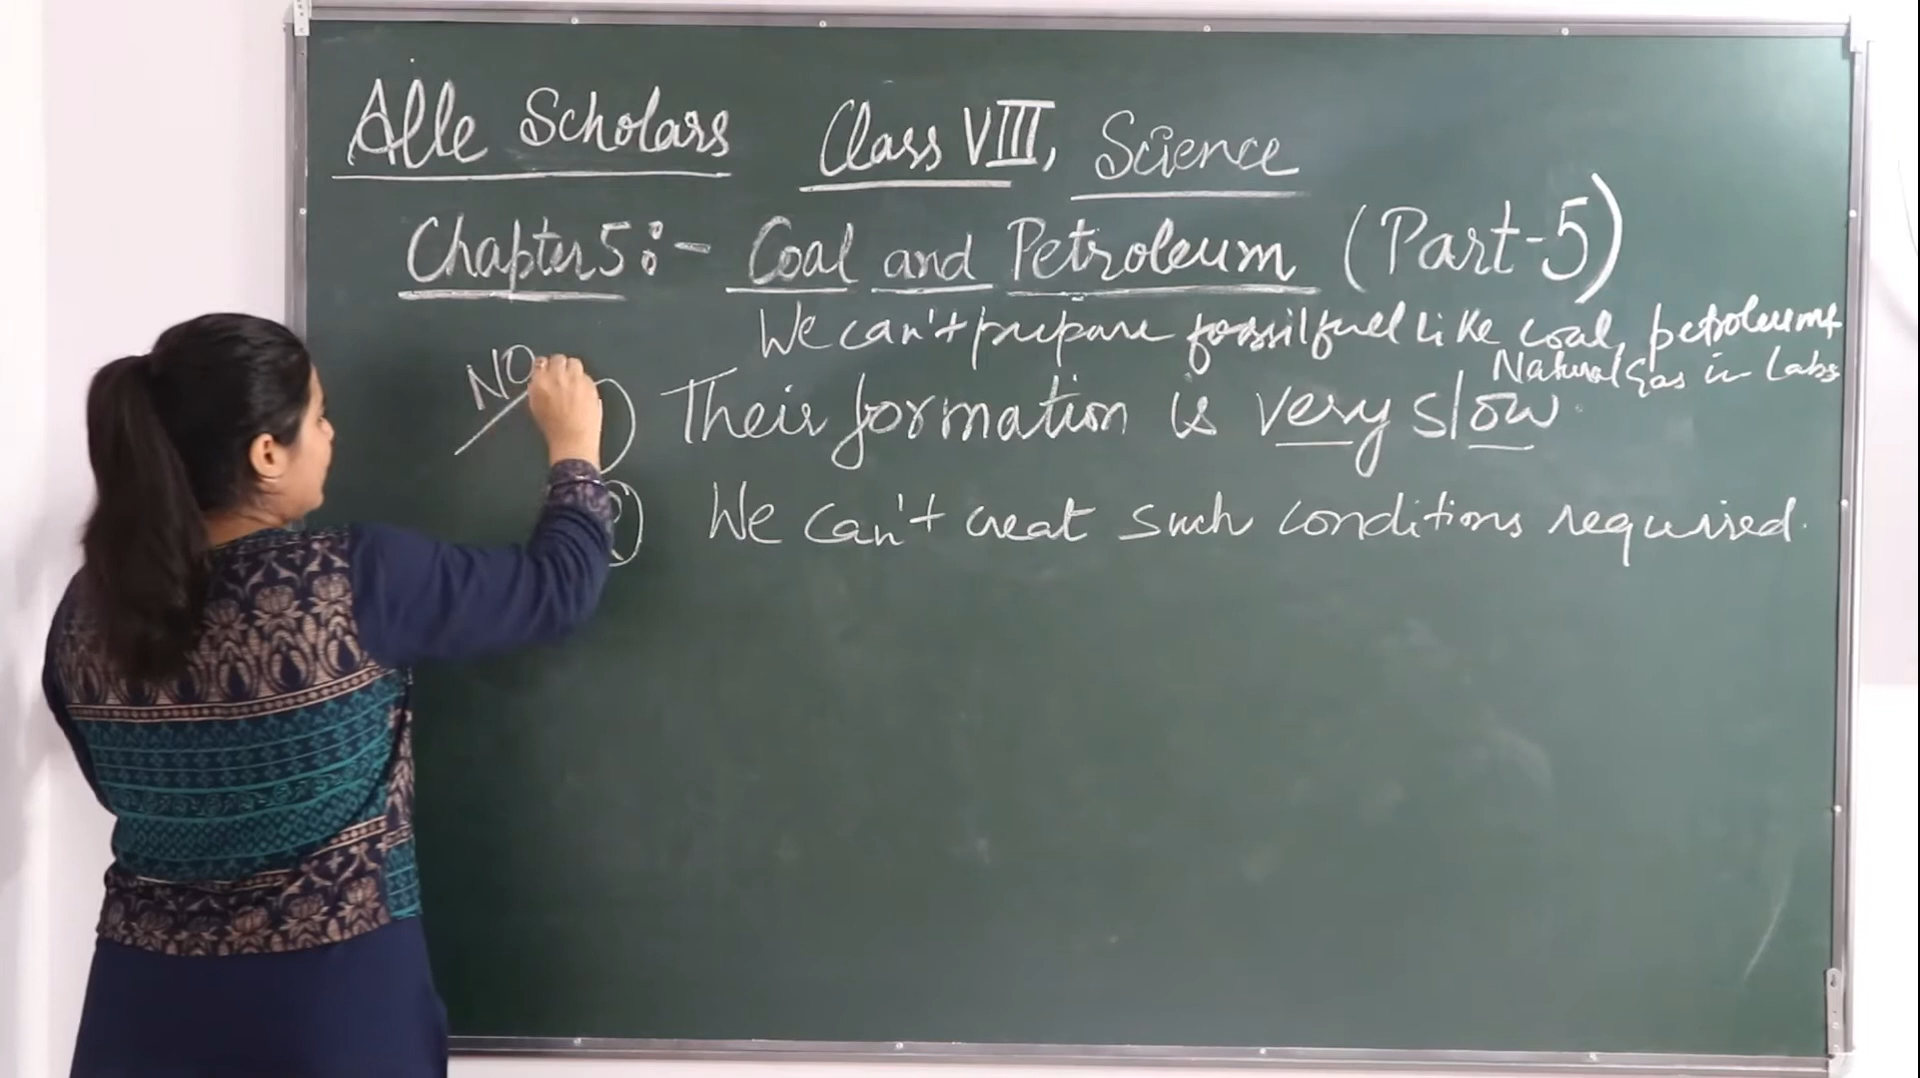 Alle Scholars Class VIII, Science
Chapter 5:- Coal and Petroleum (Part-5)
We can't prepare fossil fuel like coal, petroleum &
Natural Gas in Labs
NO
Their formation is very slow.
② We can't creat such conditions required.